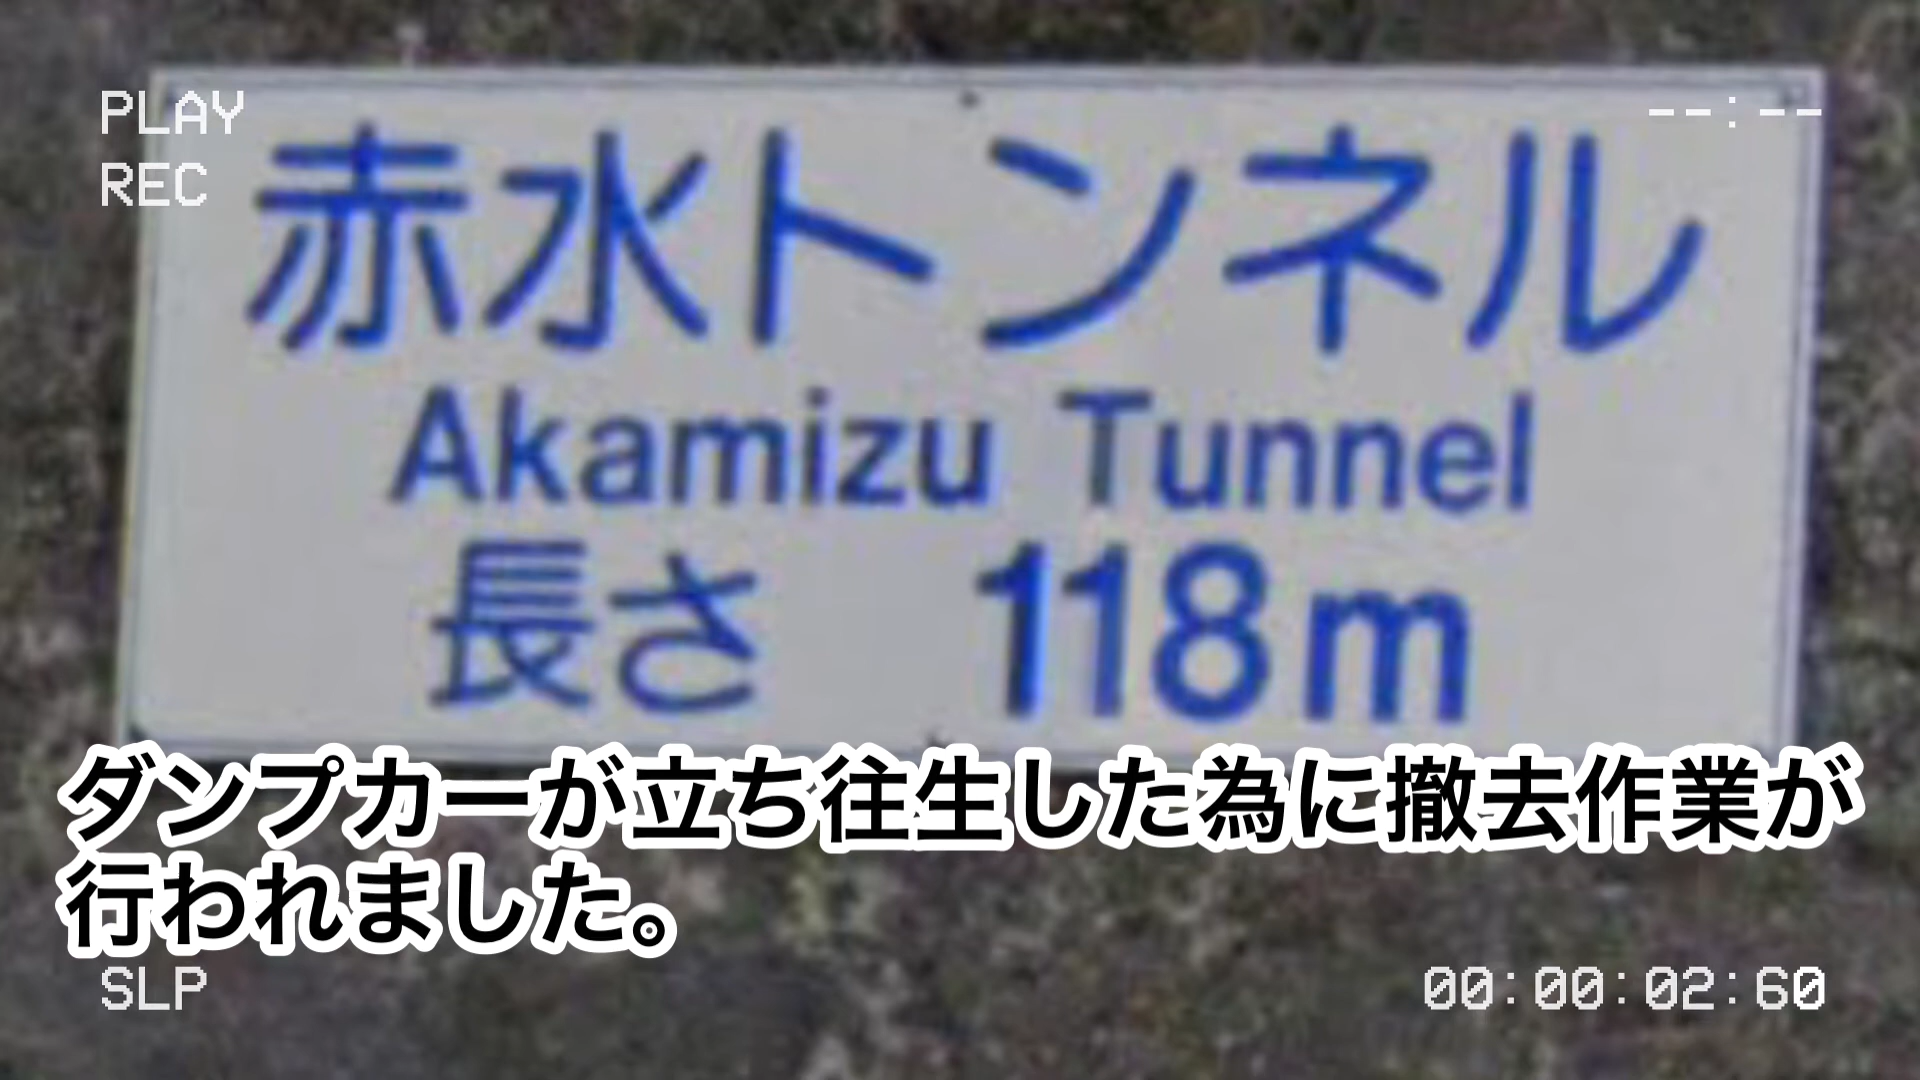 PLAY
--:--
REC
赤水トンネル
Akamizu Tunnel
長さ 118m
ダンプカーが立ち往生した為に撤去作業が
行われました。
SLP
00:00:02:60